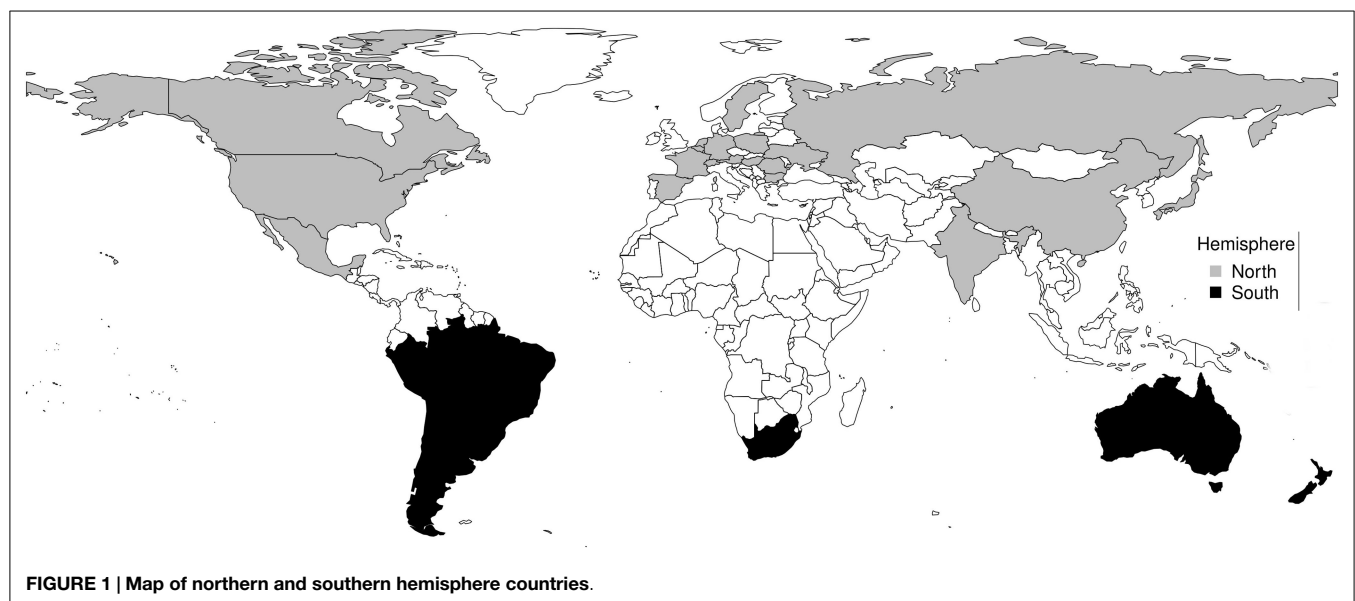 Hemisphere
North
South
FIGURE 1 | Map of northern and southern hemisphere countries.